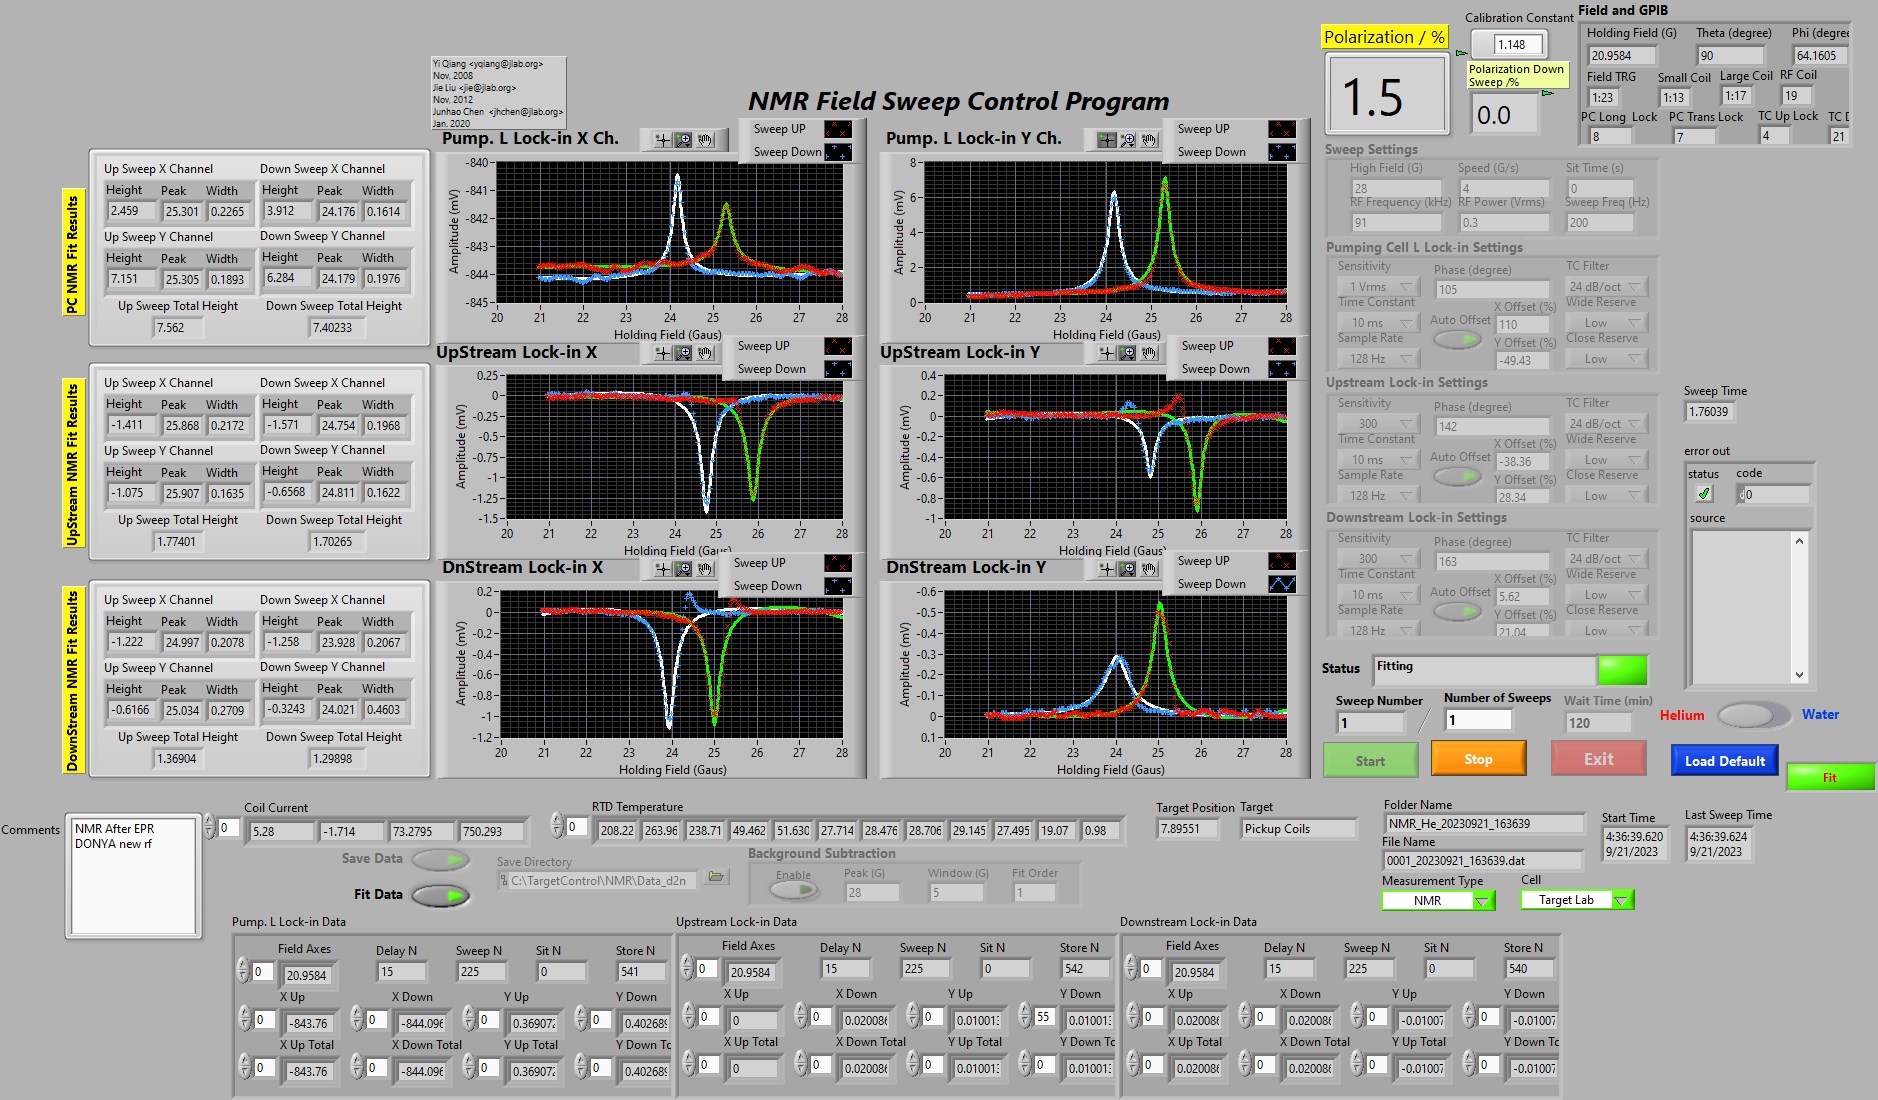 Yi Qiang <yqiang@jlab.org>
Nov, 2008
Jie Liu <jie@jlab.org>
Nov, 2012
Junhao Chen <jhchen@jlab.org>
Jan. 2020
NMR Field Sweep Control Program
Polarization / %
1.5
Calibration Constant
1.148
Polarization Down
Sweep /%
0.0
Field and GPIB
Holding Field (G) Theta (degree) Phi (degree
20.9584 90 64.1605
Field TRG Small Coil Large Coil RF Coil
1:23 1:13 1:17 19
PC Long Lock PC Trans Lock TC Up Lock TC D
8 7 4 21
PC NMR Fit Results
Up Sweep X Channel Down Sweep X Channel
Height Peak Width Height Peak Width
2.459 25.301 0.2265 3.912 24.176 0.1614
Up Sweep Y Channel Down Sweep Y Channel
Height Peak Width Height Peak Width
7.151 25.305 0.1893 6.284 24.179 0.1976
Up Sweep Total Height Down Sweep Total Height
7.562 7.40233
Pump. L Lock-in X Ch.
Sweep UP
Sweep Down
Amplitude (mV)
-840
-841
-842
-843
-844
-845
20 21 22 23 24 25 26 27 28
Holding Field (Gaus)
Pump. L Lock-in Y Ch.
Sweep UP
Sweep Down
Amplitude (mV)
8
6
4
2
0
20 21 22 23 24 25 26 27 28
Holding Field (Gaus)
UpStream NMR Fit Results
Up Sweep X Channel Down Sweep X Channel
Height Peak Width Height Peak Width
-1.411 25.868 0.2172 -1.571 24.754 0.1968
Up Sweep Y Channel Down Sweep Y Channel
Height Peak Width Height Peak Width
-1.075 25.907 0.1635 -0.6568 24.811 0.1622
Up Sweep Total Height Down Sweep Total Height
1.77401 1.70265
UpStream Lock-in X
Sweep UP
Sweep Down
Amplitude (mV)
0.25
0
-0.25
-0.5
-0.75
-1
-1.25
-1.5
20 21 22 23 24 25 26 27 28
Holding Field (Gaus)
UpStream Lock-in Y
Sweep UP
Sweep Down
Amplitude (mV)
0.4
0.2
0
-0.2
-0.4
-0.6
-0.8
-1
20 21 22 23 24 25 26 27 28
Holding Field (Gaus)
DownStream NMR Fit Results
Up Sweep X Channel Down Sweep X Channel
Height Peak Width Height Peak Width
-1.222 24.997 0.2078 -1.258 23.928 0.2067
Up Sweep Y Channel Down Sweep Y Channel
Height Peak Width Height Peak Width
-0.6166 25.034 0.2709 -0.3243 24.021 0.4603
Up Sweep Total Height Down Sweep Total Height
1.36904 1.29898
DnStream Lock-in X
Sweep UP
Sweep Down
Amplitude (mV)
0.2
0
-0.2
-0.4
-0.6
-0.8
-1
-1.2
20 21 22 23 24 25 26 27 28
Holding Field (Gaus)
DnStream Lock-in Y
Sweep UP
Sweep Down
Amplitude (mV)
-0.6
-0.5
-0.4
-0.3
-0.2
-0.1
0
0.1
20 21 22 23 24 25 26 27 28
Holding Field (Gaus)
Sweep Settings
High Field (G) Speed (G/s) Sit Time (s)
28 4 0
RF Frequency (kHz) RF Power (Vrms) Sweep Freq (Hz)
91 0.3 200
Pumping Cell L Lock-in Settings
Sensitivity Phase (degree) TC Filter
1 Vrms 105 24 dB/oct
Time Constant X Offset (%) Wide Reserve
10 ms Auto Offset 110 Low
Sample Rate Y Offset (%) Close Reserve
128 Hz -49.43 Low
Upstream Lock-in Settings
Sensitivity Phase (degree) TC Filter
300 142 24 dB/oct
Time Constant X Offset (%) Wide Reserve
10 ms Auto Offset -38.36 Low
Sample Rate Y Offset (%) Close Reserve
128 Hz 28.34 Low
Downstream Lock-in Settings
Sensitivity Phase (degree) TC Filter
300 163 24 dB/oct
Time Constant X Offset (%) Wide Reserve
10 ms Auto Offset 5.62 Low
Sample Rate Y Offset (%) Close Reserve
128 Hz 21.04 Low
Sweep Time
1.76039
error out
status code
0
source
Status Fitting
Sweep Number Number of Sweeps Wait Time (min)
1 / 1 120
Helium Water
Start Stop Exit Load Default Fit
Comments
NMR After EPR
DONYA new rf
Coil Current
0 5.28 -1.714 73.2795 750.293
RTD Temperature
0 208.22 263.96 238.71 49.462 51.630 27.714 28.476 28.706 29.145 27.495 19.07 0.98
Target Position Target
7.89551 Pickup Coils
Save Data
Fit Data
Save Directory
C:\TargetControl\NMR\Data_d2n
Background Subtraction
Enable Peak (G) Window (G) Fit Order
28 5 1
Folder Name
NMR_He_20230921_163639
File Name
0001_20230921_163639.dat
Start Time
4:36:39.620
9/21/2023
Last Sweep Time
4:36:39.624
9/21/2023
Measurement Type Cell
NMR Target Lab
Pump. L Lock-in Data
Field Axes Delay N Sweep N Sit N Store N
0 20.9584 15 225 0 541
X Up X Down Y Up Y Down
0 -843.76 0 -844.096 0 0.369072 0 0.402689
X Up Total X Down Total Y Up Total Y Down To
0 -843.76 0 -844.096 0 0.369072 0 0.402689
Upstream Lock-in Data
Field Axes Delay N Sweep N Sit N Store N
0 20.9584 15 225 0 542
X Up X Down Y Up Y Down
0 0 0 0.020086 0 0.010013 55 0.010013
X Up Total X Down Total Y Up Total Y Down To
0 0 0 0.020086 0 0.010013 0 0.010013
Downstream Lock-in Data
Field Axes Delay N Sweep N Sit N Store N
0 20.9584 15 225 0 540
X Up X Down Y Up Y Down
0 0.020086 0 0.020086 0 -0.01007 0 -0.01007
X Up Total X Down Total Y Up Total Y Down To
0 0.020086 0 0.020086 0 -0.01007 0 -0.01007